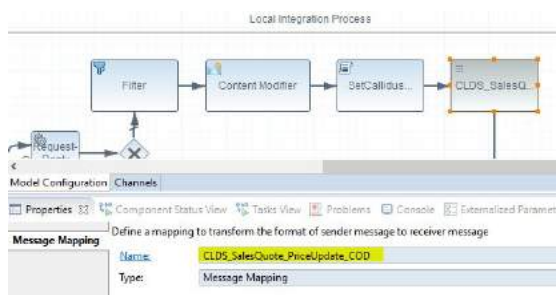 Local Integration Process
Filter
Content Modifier
SetCallidus...
CLDS_SalesQ...
Request-
Model Configuration Channels
Properties Component Status View Tasks View Problems Console Externalized Paramet
Message Mapping
Define a mapping to transform the format of sender message to receiver message
Name: CLDS_SalesQuote_PriceUpdate_COD
Type: Message Mapping